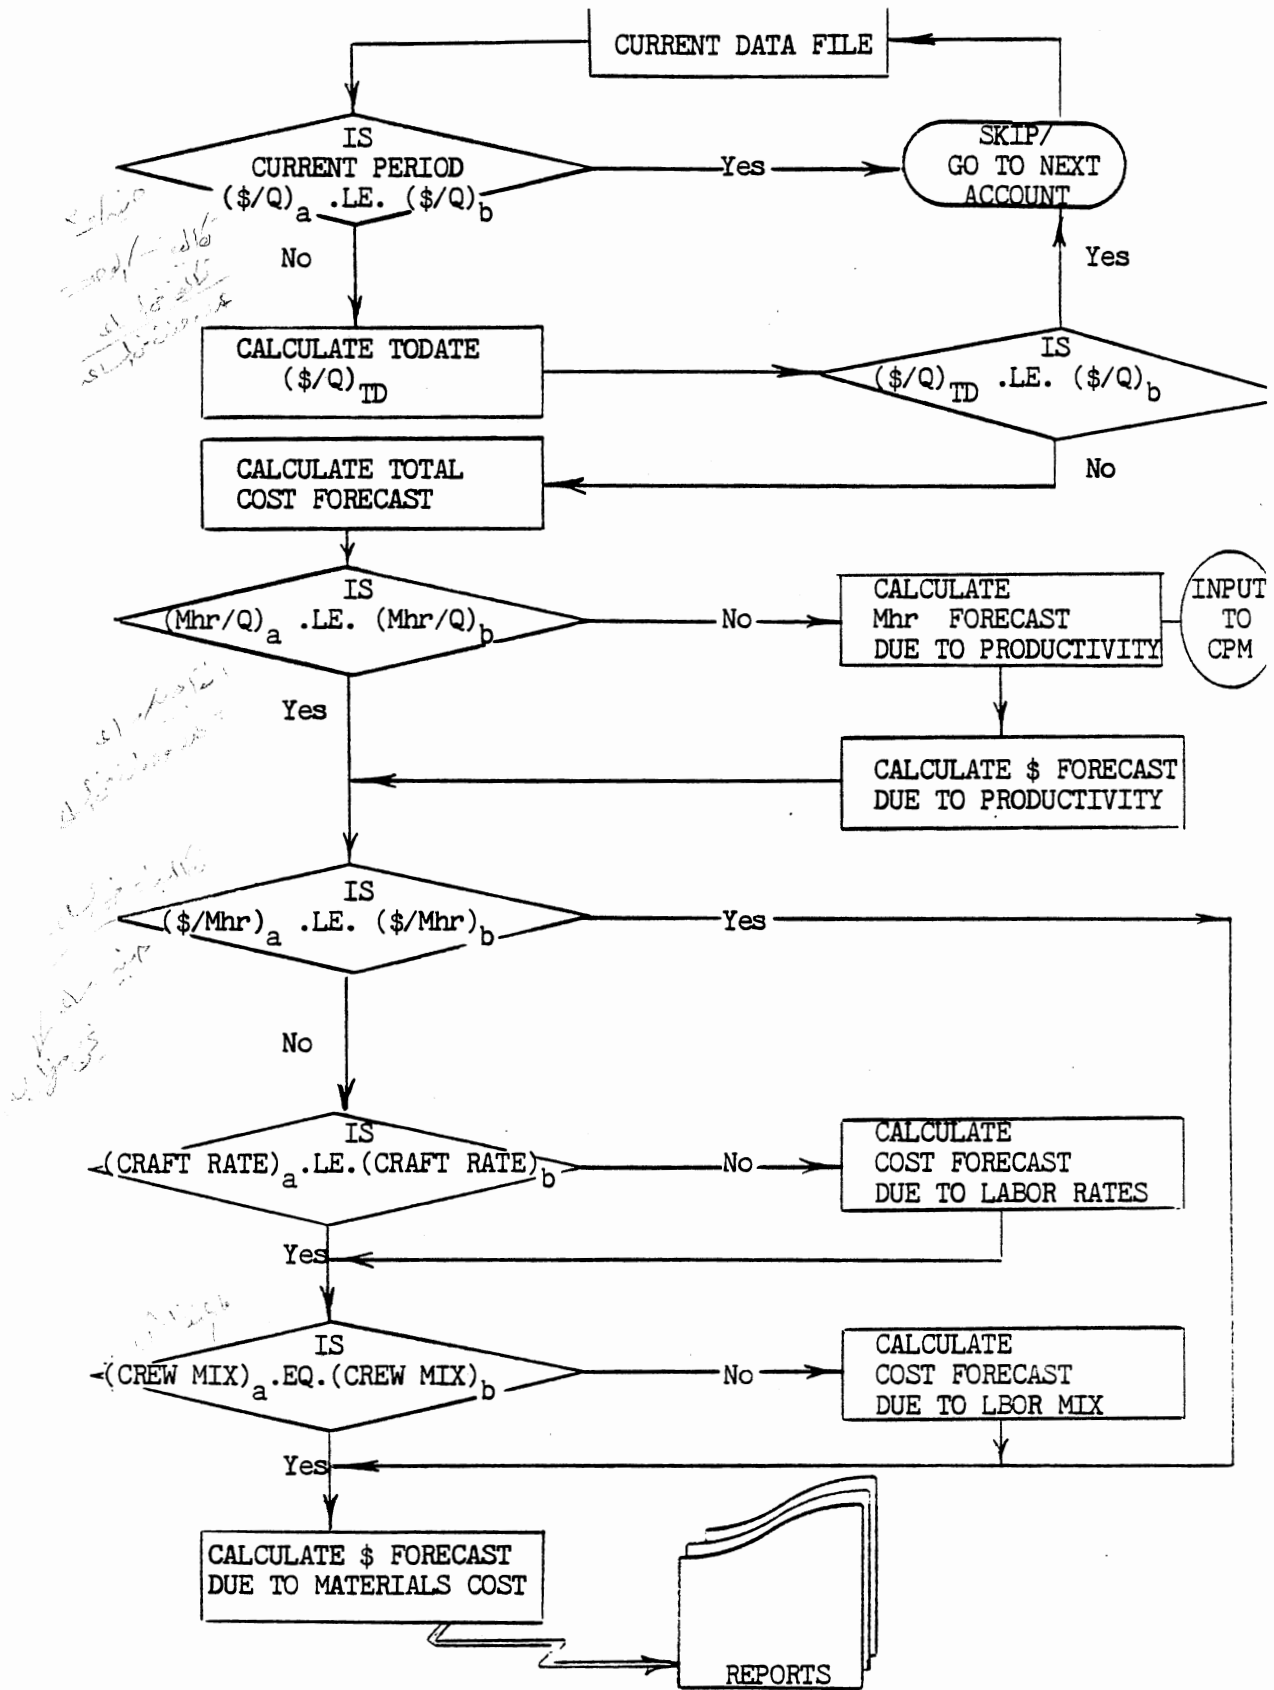 CURRENT DATA FILE
IS
CURRENT PERIOD
($/Q)a .LE. ($/Q)b
Yes
SKIP/
GO TO NEXT
ACCOUNT
No
Yes
CALCULATE TODATE
($/Q)TD
IS
($/Q)TD .LE. ($/Q)b
No
CALCULATE TOTAL
COST FORECAST
IS
(Mhr/Q)a .LE. (Mhr/Q)b
No
CALCULATE
Mhr FORECAST
DUE TO PRODUCTIVITY
INPUT
TO
CPM
Yes
CALCULATE $ FORECAST
DUE TO PRODUCTIVITY
IS
($/Mhr)a .LE. ($/Mhr)b
Yes
No
IS
(CRAFT RATE)a .LE. (CRAFT RATE)b
No
CALCULATE
COST FORECAST
DUE TO LABOR RATES
Yes
IS
(CREW MIX)a .EQ. (CREW MIX)b
No
CALCULATE
COST FORECAST
DUE TO LBOR MIX
Yes
CALCULATE $ FORECAST
DUE TO MATERIALS COST
REPORTS